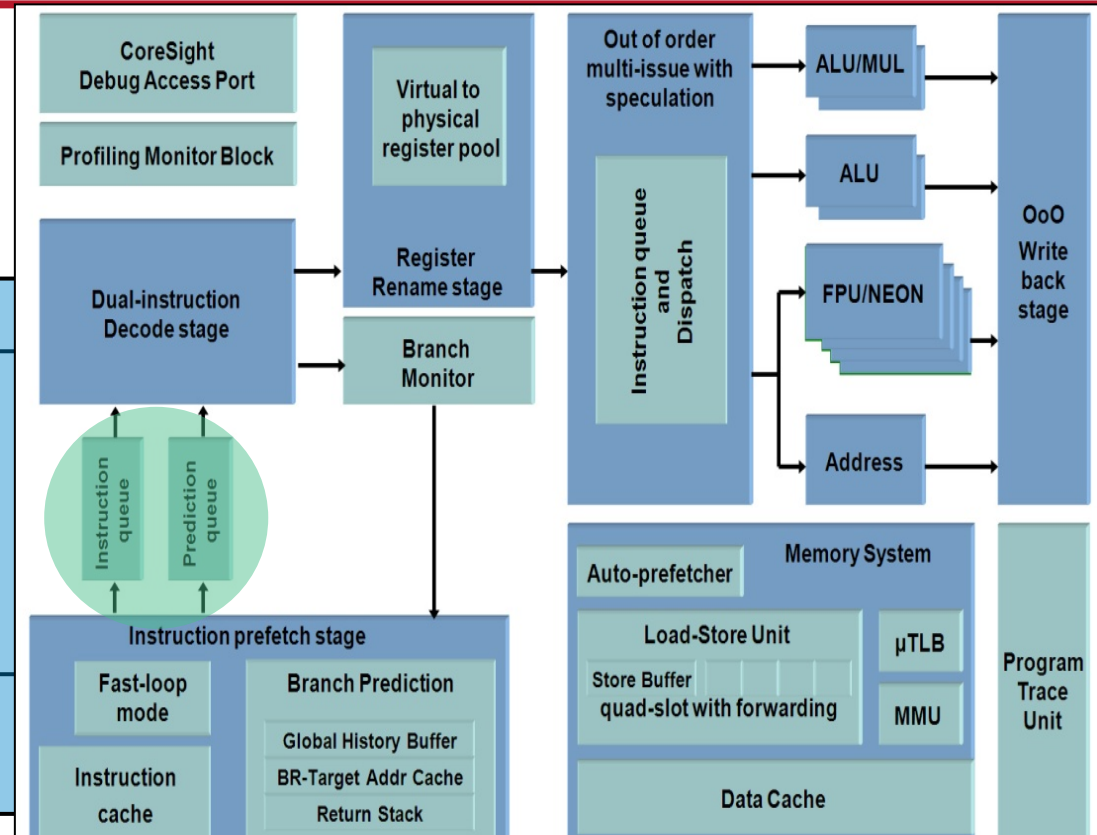 CoreSight
Debug Access Port
Profiling Monitor Block
Virtual to
physical
register pool
Register
Rename stage
Dual-instruction
Decode stage
Branch
Monitor
Instruction
queue
Prediction
queue
Instruction prefetch stage
Fast-loop
mode
Instruction
cache
Branch Prediction
Global History Buffer
BR-Target Addr Cache
Return Stack
Out of order
multi-issue with
speculation
Instruction queue
and
Dispatch
ALU/MUL
ALU
FPU/NEON
Address
OoO
Write
back
stage
Memory System
Auto-prefetcher
Load-Store Unit
Store Buffer
quad-slot with forwarding
µTLB
MMU
Data Cache
Program
Trace
Unit